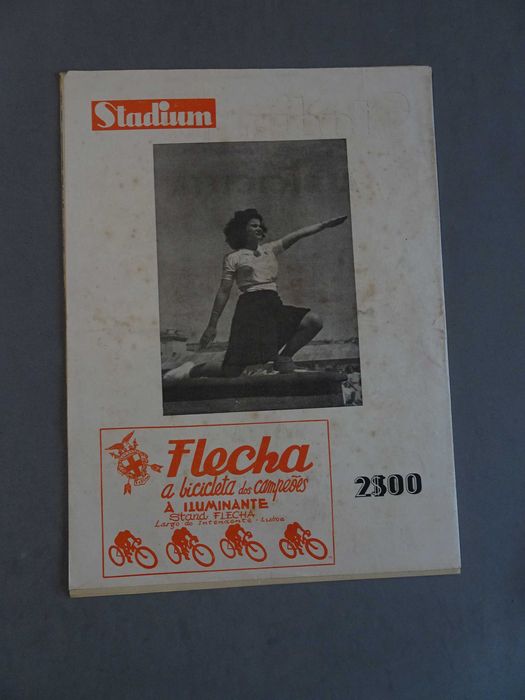 Stadium
Flecha
a bicicleta dos campeões
A ILUMINANTE
Stand FLECHA
Largo do Intendente - Lisboa
2$00